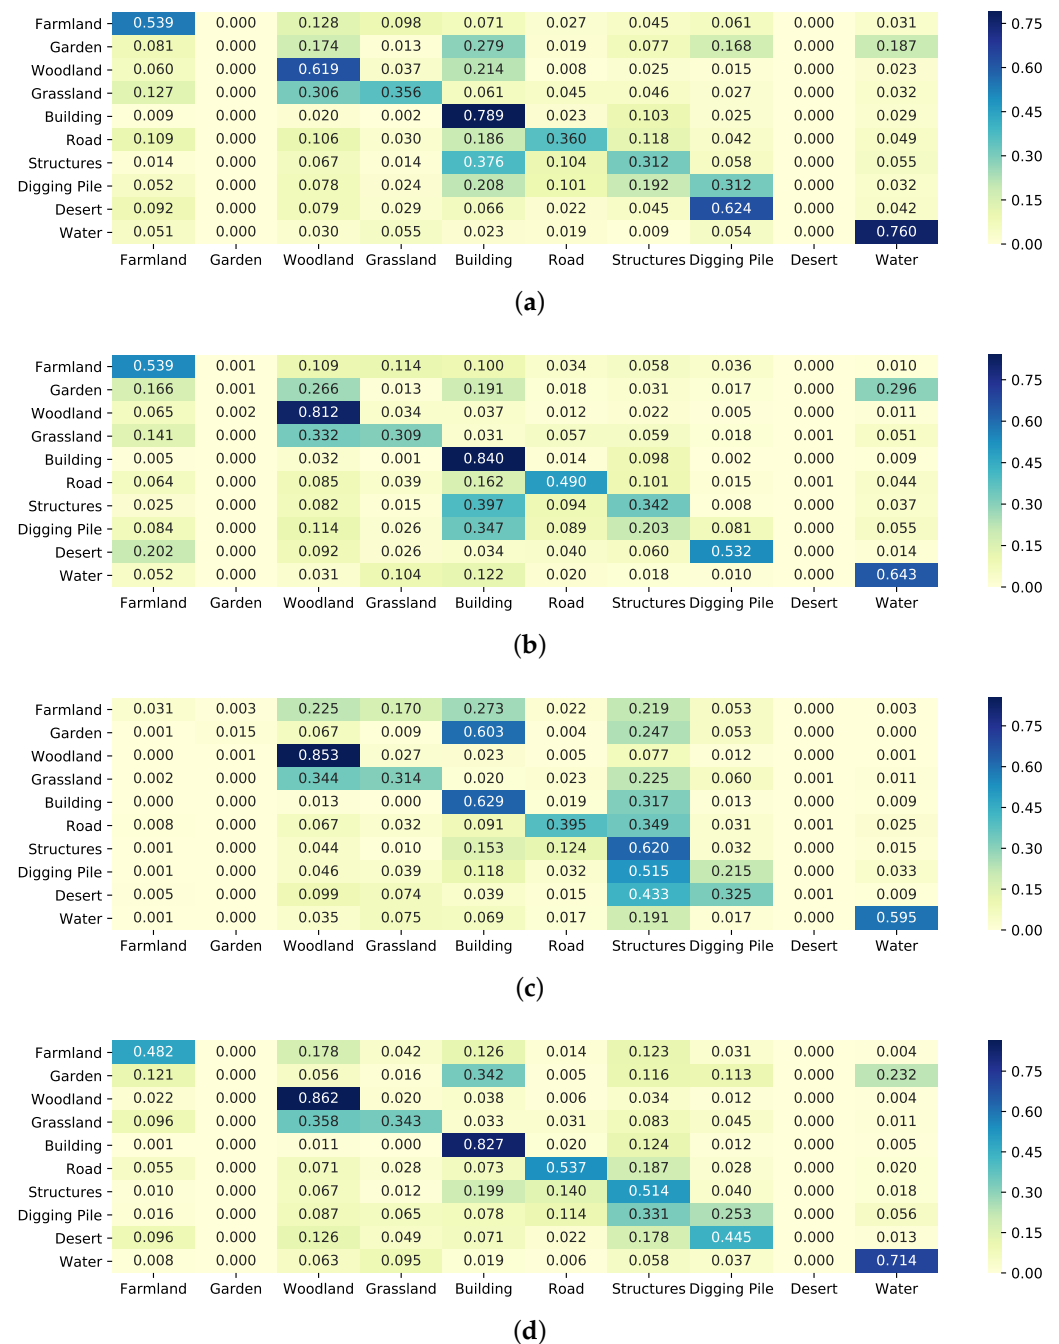 Farmland 0.539 0.000 0.128 0.098 0.071 0.027 0.045 0.061 0.000 0.031
Garden 0.081 0.000 0.174 0.013 0.279 0.019 0.077 0.168 0.000 0.187
Woodland 0.060 0.000 0.619 0.037 0.214 0.008 0.025 0.015 0.000 0.023
Grassland 0.127 0.000 0.306 0.356 0.061 0.045 0.046 0.027 0.000 0.032
Building 0.009 0.000 0.020 0.002 0.789 0.023 0.103 0.025 0.000 0.029
Road 0.109 0.000 0.106 0.030 0.186 0.360 0.118 0.042 0.000 0.049
Structures 0.014 0.000 0.067 0.014 0.376 0.104 0.312 0.058 0.000 0.055
Digging Pile 0.052 0.000 0.078 0.024 0.208 0.101 0.192 0.312 0.000 0.032
Desert 0.092 0.000 0.079 0.029 0.066 0.022 0.045 0.624 0.000 0.042
Water 0.051 0.000 0.030 0.055 0.023 0.019 0.009 0.054 0.000 0.760
Farmland Garden Woodland Grassland Building Road Structures Digging Pile Desert Water
0.75
0.60
0.45
0.30
0.15
0.00
(a)
Farmland 0.539 0.001 0.109 0.114 0.100 0.034 0.058 0.036 0.000 0.010
Garden 0.166 0.001 0.266 0.013 0.191 0.018 0.031 0.017 0.000 0.296
Woodland 0.065 0.002 0.812 0.034 0.037 0.012 0.022 0.005 0.000 0.011
Grassland 0.141 0.000 0.332 0.309 0.031 0.057 0.059 0.018 0.001 0.051
Building 0.005 0.000 0.032 0.001 0.840 0.014 0.098 0.002 0.000 0.009
Road 0.064 0.000 0.085 0.039 0.162 0.490 0.101 0.015 0.001 0.044
Structures 0.025 0.000 0.082 0.015 0.397 0.094 0.342 0.008 0.000 0.037
Digging Pile 0.084 0.000 0.114 0.026 0.347 0.089 0.203 0.081 0.000 0.055
Desert 0.202 0.000 0.092 0.026 0.034 0.040 0.060 0.532 0.000 0.014
Water 0.052 0.000 0.031 0.104 0.122 0.020 0.018 0.010 0.000 0.643
Farmland Garden Woodland Grassland Building Road Structures Digging Pile Desert Water
0.75
0.60
0.45
0.30
0.15
0.00
(b)
Farmland 0.031 0.003 0.225 0.170 0.273 0.022 0.219 0.053 0.000 0.003
Garden 0.001 0.015 0.067 0.009 0.603 0.004 0.247 0.053 0.000 0.000
Woodland 0.000 0.001 0.853 0.027 0.023 0.005 0.077 0.012 0.000 0.001
Grassland 0.002 0.000 0.344 0.314 0.020 0.023 0.225 0.060 0.001 0.011
Building 0.000 0.000 0.013 0.000 0.629 0.019 0.317 0.013 0.000 0.009
Road 0.008 0.000 0.067 0.032 0.091 0.395 0.349 0.031 0.001 0.025
Structures 0.001 0.000 0.044 0.010 0.153 0.124 0.620 0.032 0.000 0.015
Digging Pile 0.001 0.000 0.046 0.039 0.118 0.032 0.515 0.215 0.000 0.033
Desert 0.005 0.000 0.099 0.074 0.039 0.015 0.433 0.325 0.001 0.009
Water 0.001 0.000 0.035 0.075 0.069 0.017 0.191 0.017 0.000 0.595
Farmland Garden Woodland Grassland Building Road Structures Digging Pile Desert Water
0.75
0.60
0.45
0.30
0.15
0.00
(c)
Farmland 0.482 0.000 0.178 0.042 0.126 0.014 0.123 0.031 0.000 0.004
Garden 0.121 0.000 0.056 0.016 0.342 0.005 0.116 0.113 0.000 0.232
Woodland 0.022 0.000 0.862 0.020 0.038 0.006 0.034 0.012 0.000 0.004
Grassland 0.096 0.000 0.358 0.343 0.033 0.031 0.083 0.045 0.000 0.011
Building 0.001 0.000 0.011 0.000 0.827 0.020 0.124 0.012 0.000 0.005
Road 0.055 0.000 0.071 0.028 0.073 0.537 0.187 0.028 0.000 0.020
Structures 0.010 0.000 0.067 0.012 0.199 0.140 0.514 0.040 0.000 0.018
Digging Pile 0.016 0.000 0.087 0.065 0.078 0.114 0.331 0.253 0.000 0.056
Desert 0.096 0.000 0.126 0.049 0.071 0.022 0.178 0.445 0.000 0.013
Water 0.008 0.000 0.063 0.095 0.019 0.006 0.058 0.037 0.000 0.714
Farmland Garden Woodland Grassland Building Road Structures Digging Pile Desert Water
0.75
0.60
0.45
0.30
0.15
0.00
(d)